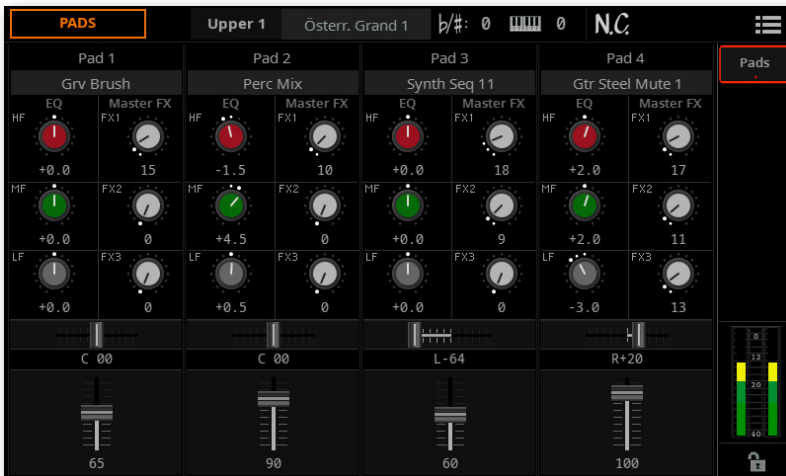 PADS Upper 1 Österr. Grand 1 ♭/#: 0 0 N.C.
Pad 1 Pad 2 Pad 3 Pad 4 Pads
Grv Brush Perc Mix Synth Seq 11 Gtr Steel Mute 1
EQ Master FX EQ Master FX EQ Master FX EQ Master FX
HF FX1 HF FX1 HF FX1 HF FX1
+0.0 15 -1.5 10 +0.0 18 +2.0 17
MF FX2 MF FX2 MF FX2 MF FX2
+0.0 0 +4.5 0 +0.0 9 +2.0 11
LF FX3 LF FX3 LF FX3 LF FX3
+0.0 0 +0.5 0 +0.0 0 -3.0 13
0
12
C 00 C 00 L-64 R+20
20
40
65 90 60 100